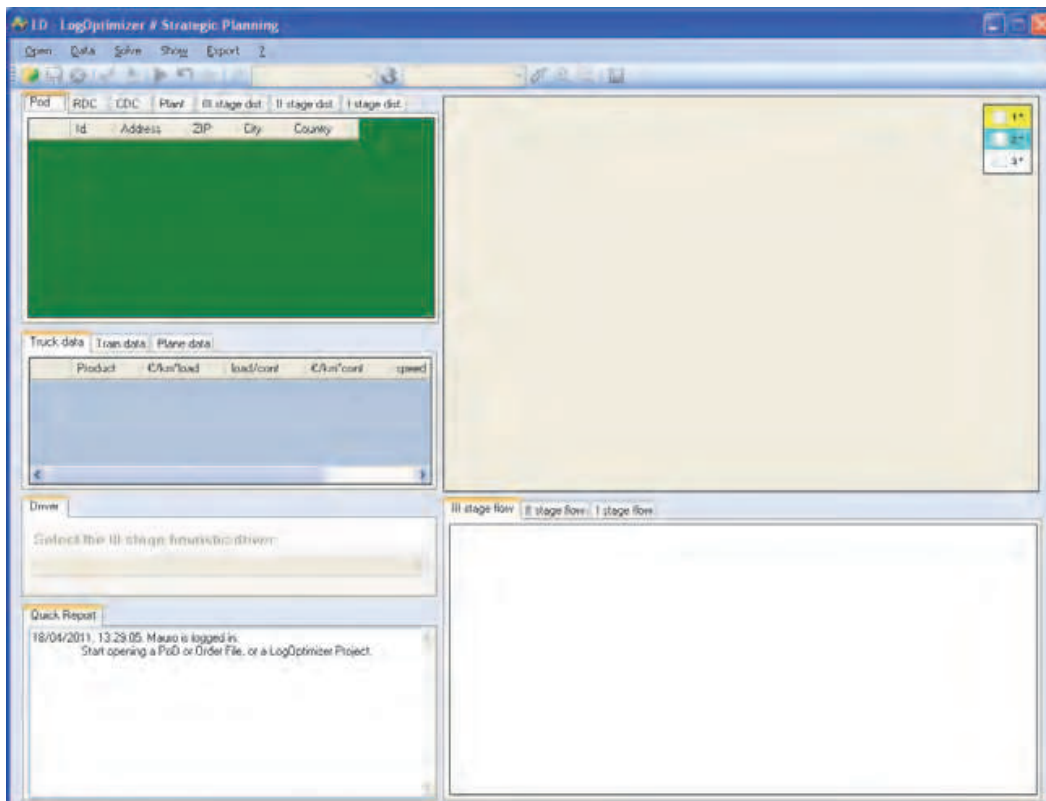 LD - LogOptimizer # Strategic Planning
Open Data Solve Show Export ?
Pod RDC CDC Plant III stage dist. II stage dist. I stage dist.
Id Address ZIP City Country
1°
2°
3°
Truck data Train data Plane data
Product €/km*load load/cont €/km*cont speed
Driver
Select the III stage heuristic driver
III stage flow II stage flow I stage flow
Quick Report
18/04/2011, 13.29.05. Mauro is logged in.
Start opening a PoD or Order File, or a LogOptimizer Project.